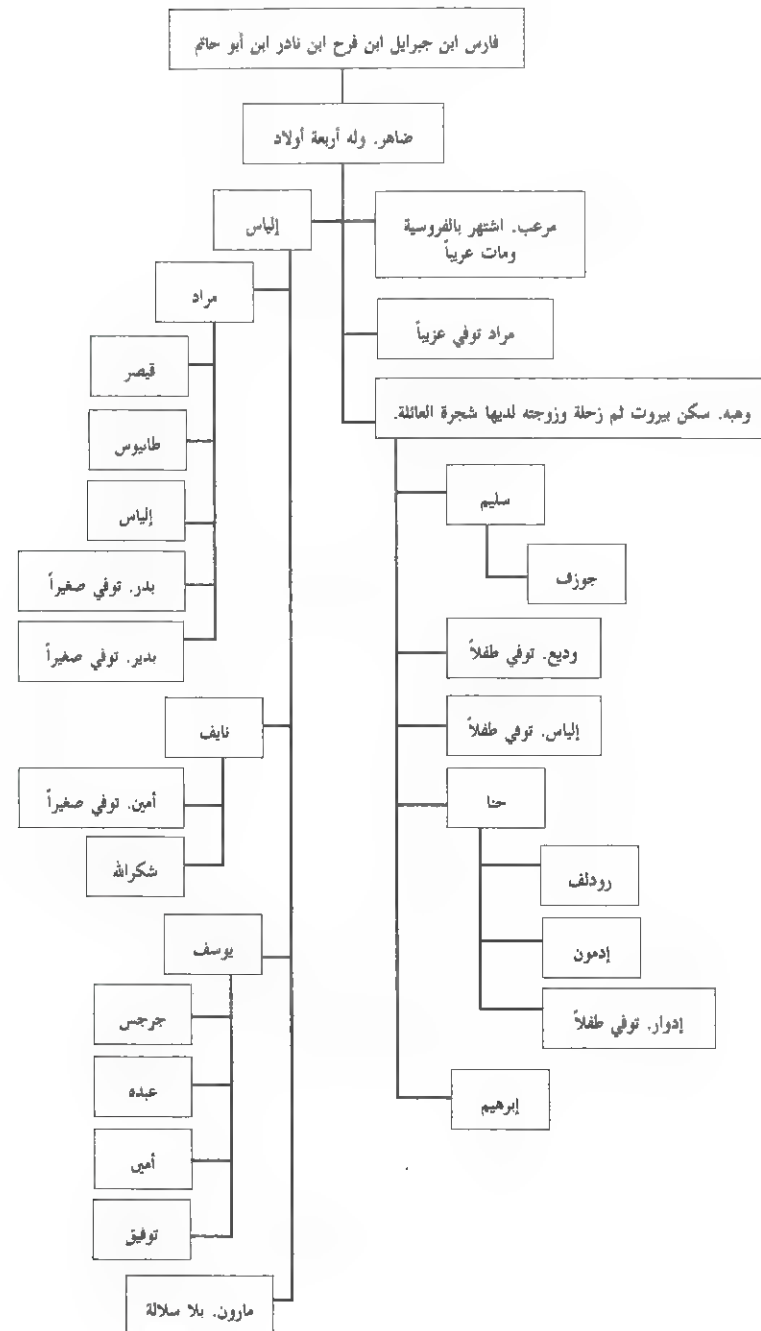 فارس ابن جبرايل ابن فرح ابن نادر ابن أبو حاتم
ضاهر. وله أربعة أولاد
مرعب. اشتهر بالفروسية
ومات عزيباً
مراد توفي عزيباً
وهبه. سكن بيروت ثم زحلة وزوجته لديها شجرة العائلة.
سليم
جوزف
وديع. توفي طفلاً
إلياس. توفي طفلاً
حنا
رودلف
إدمون
إدوار. توفي طفلاً
إبرهيم
إلياس
مراد
قيصر
طانيوس
إلياس
بدر. توفي صغيراً
بدير. توفي صغيراً
نايف
أمين. توفي صغيراً
شكرالله
يوسف
جرجس
عبده
أمين
توفيق
مارون. بلا سلالة